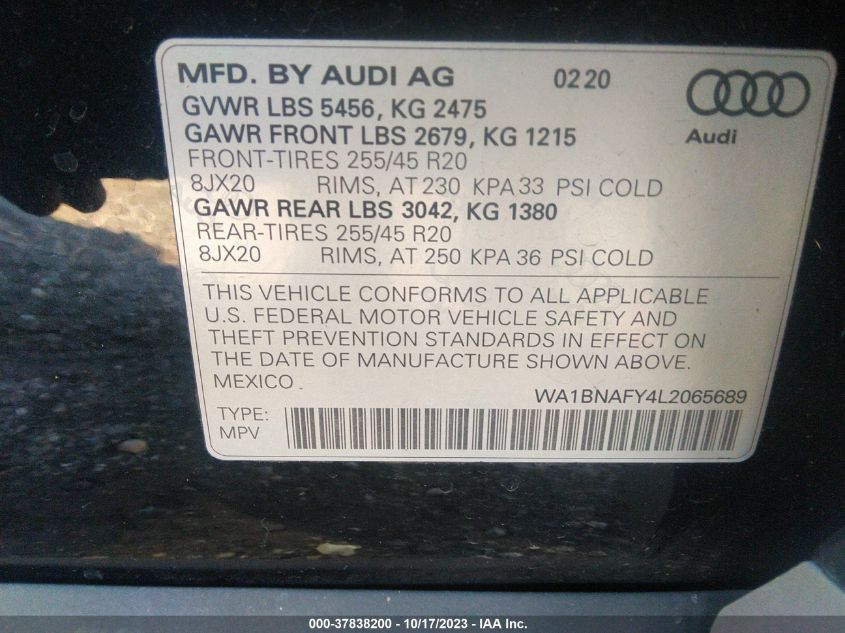 MFD. BY AUDI AG 0220
GVWR LBS 5456, KG 2475
GAWR FRONT LBS 2679, KG 1215
Audi
FRONT-TIRES 255/45 R20
8JX20 RIMS, AT 230 KPA 33 PSI COLD
GAWR REAR LBS 3042, KG 1380
REAR-TIRES 255/45 R20
8JX20 RIMS, AT 250 KPA 36 PSI COLD
THIS VEHICLE CONFORMS TO ALL APPLICABLE
U.S. FEDERAL MOTOR VEHICLE SAFETY AND
THEFT PREVENTION STANDARDS IN EFFECT ON
THE DATE OF MANUFACTURE SHOWN ABOVE.
MEXICO.
WA1BNAFY4L2065689
TYPE:
MPV
000-37838200 - 10/17/2023 - IAA Inc.